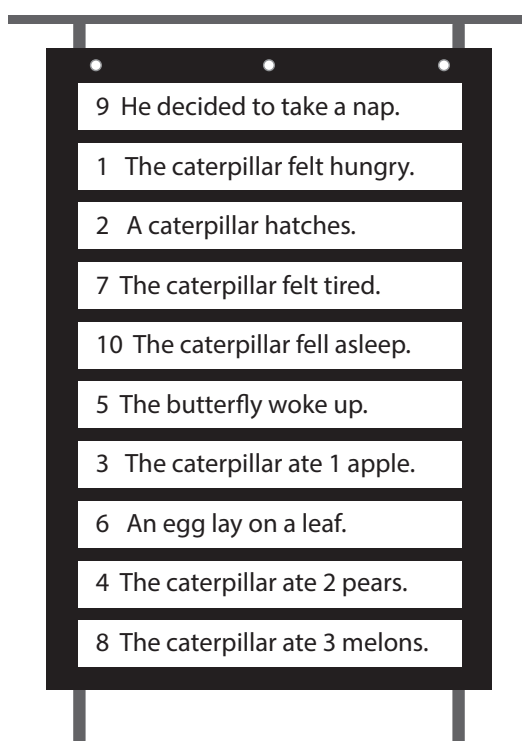 9 He decided to take a nap.
1 The caterpillar felt hungry.
2 A caterpillar hatches.
7 The caterpillar felt tired.
10 The caterpillar fell asleep.
5 The butterfly woke up.
3 The caterpillar ate 1 apple.
6 An egg lay on a leaf.
4 The caterpillar ate 2 pears.
8 The caterpillar ate 3 melons.